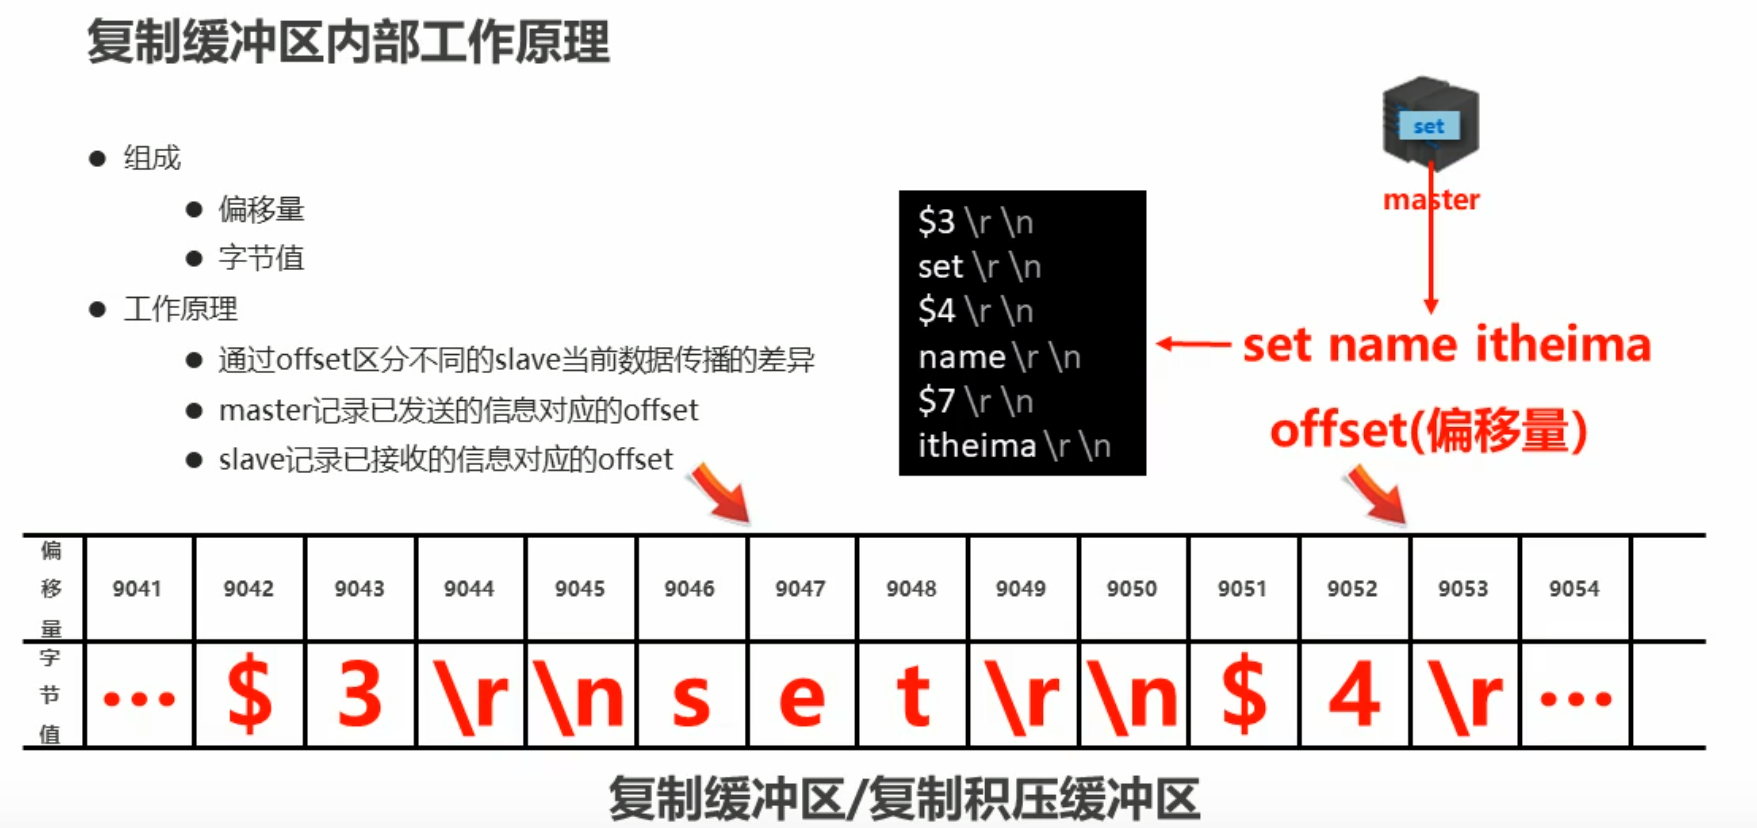 复制缓冲区内部工作原理
● 组成
● 偏移量
● 字节值
● 工作原理
● 通过offset区分不同的slave当前数据传播的差异
● master记录已发送的信息对应的offset
● slave记录已接收的信息对应的offset
$3 \r \n
set \r \n
$4 \r \n
name \r \n
$7 \r \n
itheima \r \n
set
master
set name itheima
offset(偏移量)
偏移量 9041 9042 9043 9044 9045 9046 9047 9048 9049 9050 9051 9052 9053 9054
字节值 ... $ 3 \r \n s e t \r \n $ 4 \r ...
复制缓冲区/复制积压缓冲区